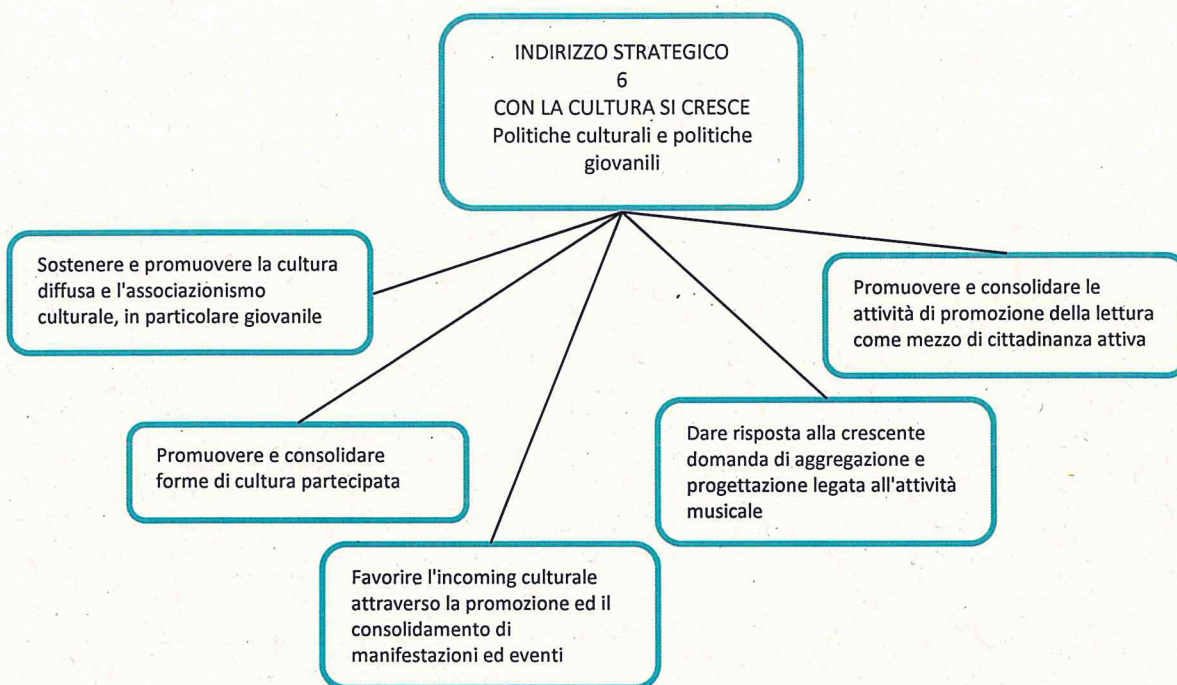 INDIRIZZO STRATEGICO
6
CON LA CULTURA SI CRESCE
Politiche culturali e politiche
giovanili
Sostenere e promuovere la cultura
diffusa e l'associazionismo
culturale, in particolare giovanile
Promuovere e consolidare
forme di cultura partecipata
Favorire l'incoming culturale
attraverso la promozione ed il
consolidamento di
manifestazioni ed eventi
Dare risposta alla crescente
domanda di aggregazione e
progettazione legata all'attività
musicale
Promuovere e consolidare le
attività di promozione della lettura
come mezzo di cittadinanza attiva